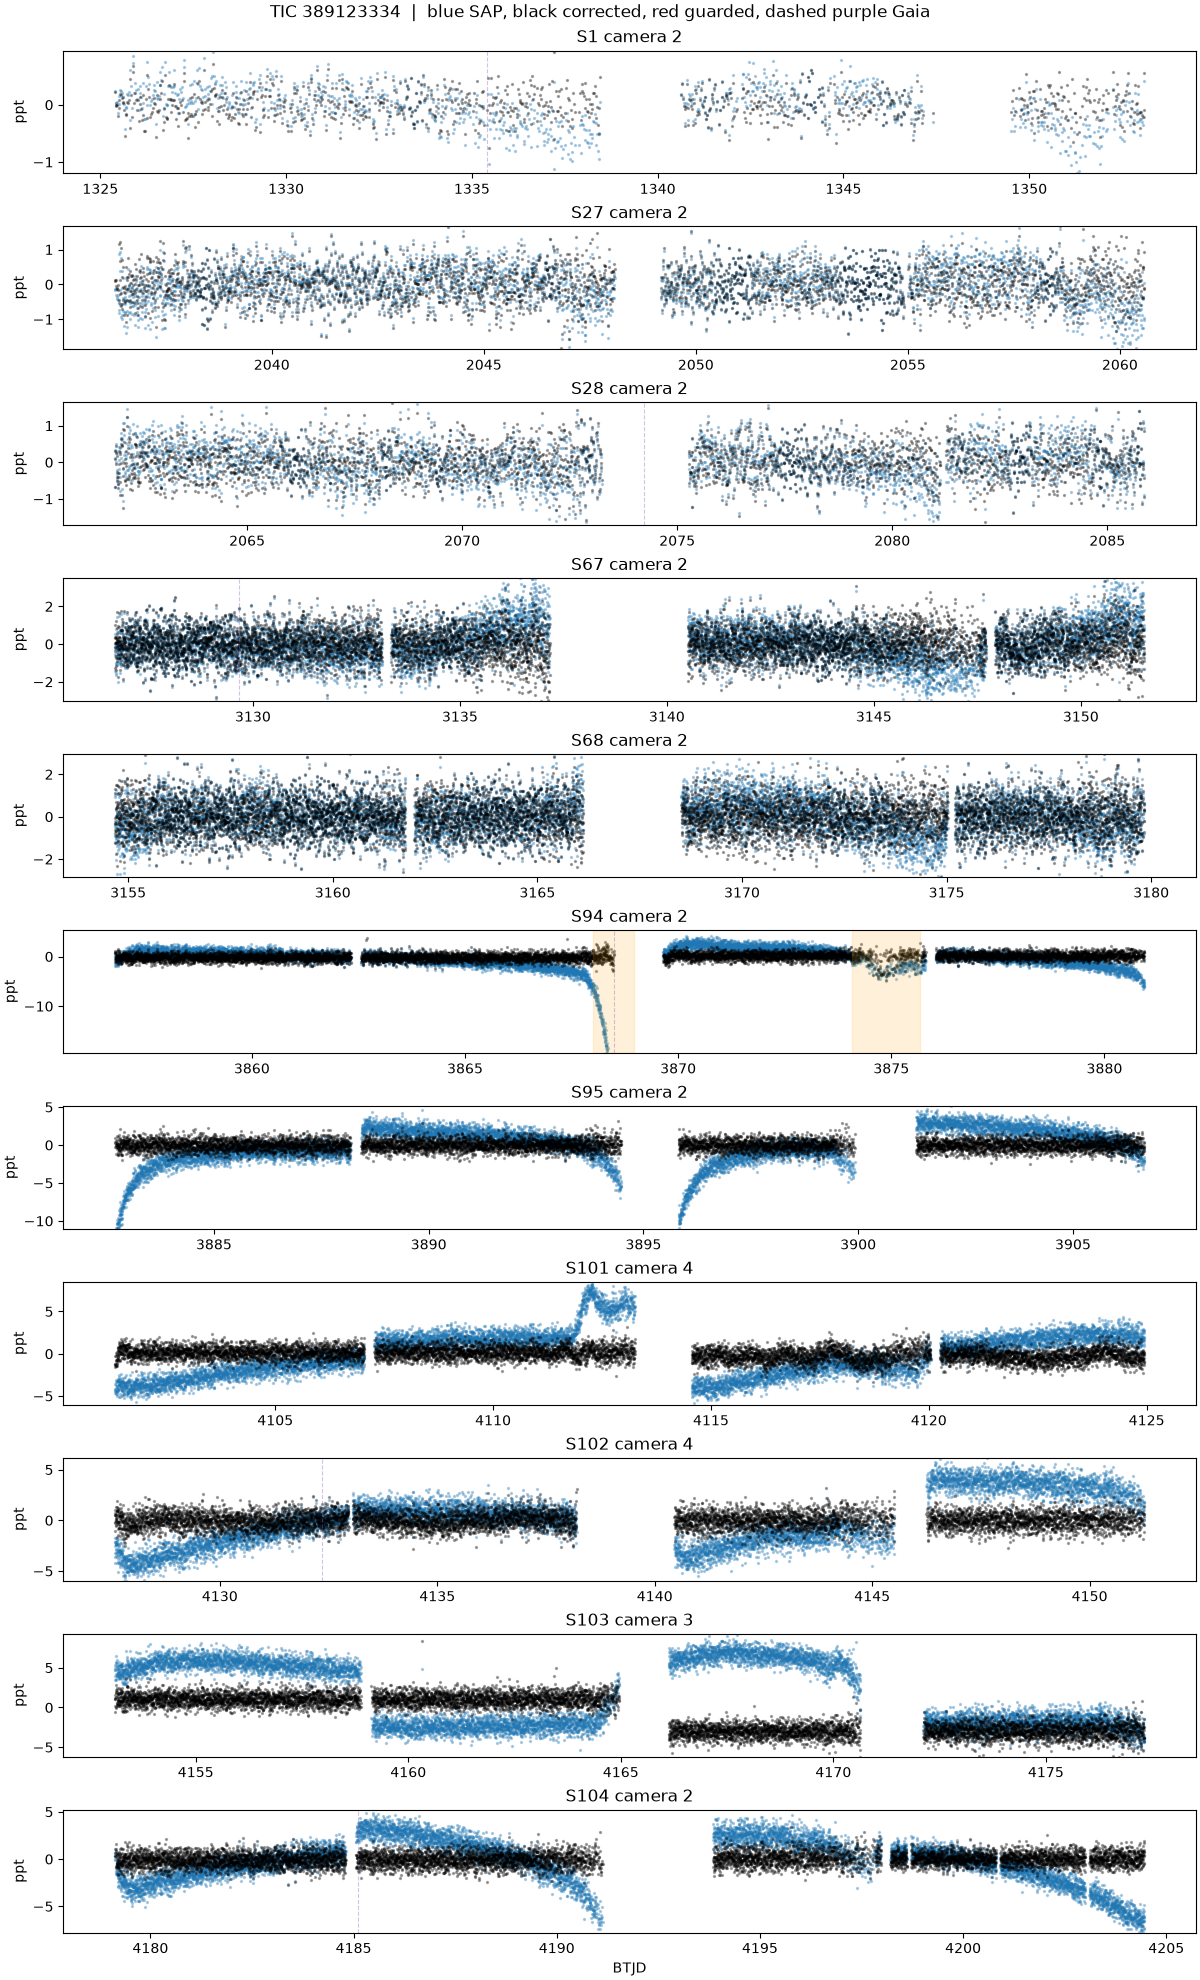 TIC 389123334  |  blue SAP, black corrected, red guarded, dashed purple Gaia
S1 camera 2
ppt
0
−1
1325 1330 1335 1340 1345 1350
S27 camera 2
ppt
1
0
−1
2040 2045 2050 2055 2060
S28 camera 2
ppt
1
0
−1
2065 2070 2075 2080 2085
S67 camera 2
ppt
2
0
−2
3130 3135 3140 3145 3150
S68 camera 2
ppt
2
0
−2
3155 3160 3165 3170 3175 3180
S94 camera 2
ppt
0
−10
3860 3865 3870 3875 3880
S95 camera 2
ppt
5
0
−5
−10
3885 3890 3895 3900 3905
S101 camera 4
ppt
5
0
−5
4105 4110 4115 4120 4125
S102 camera 4
ppt
5
0
−5
4130 4135 4140 4145 4150
S103 camera 3
ppt
5
0
−5
4155 4160 4165 4170 4175
S104 camera 2
ppt
5
0
−5
4180 4185 4190 4195 4200 4205
BTJD